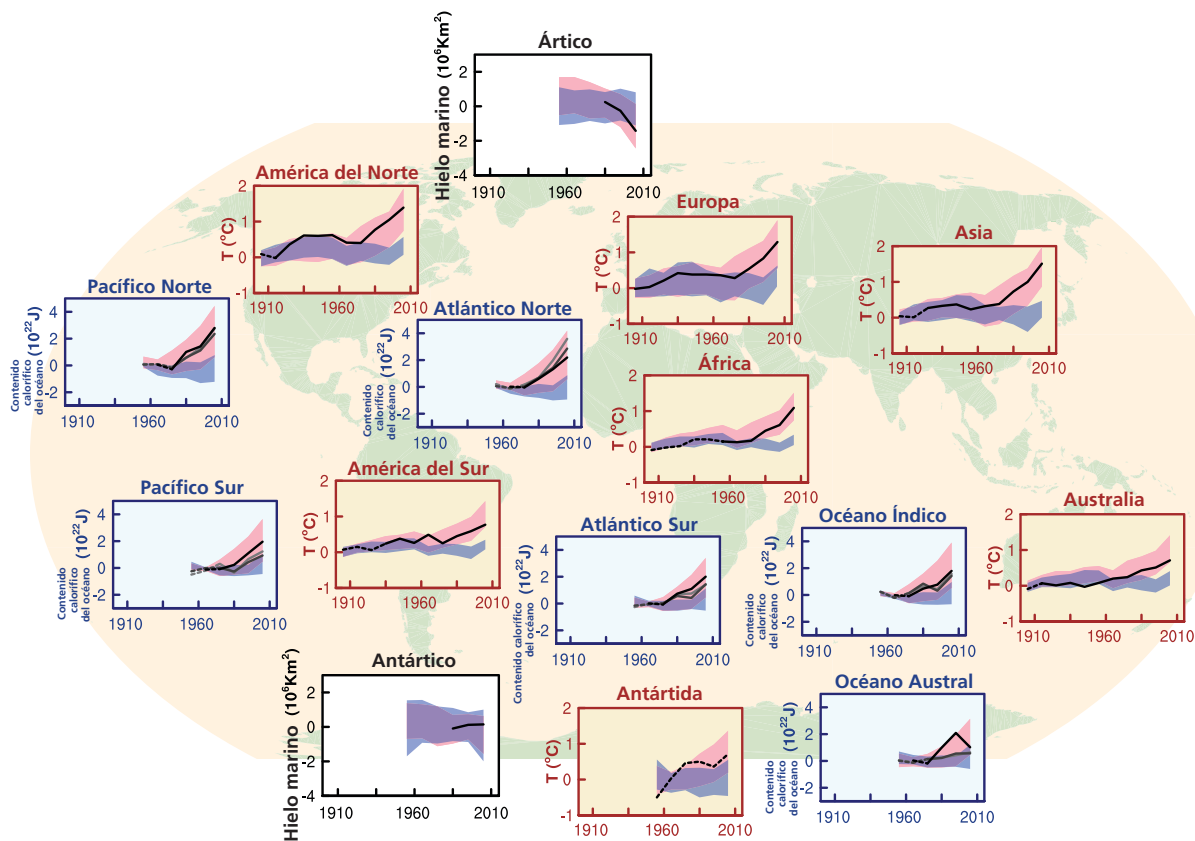 Ártico
Hielo marino (10⁶Km²)
2
0
-2
-4
1910
1960
2010
América del Norte
T (°C)
2
1
0
-1
1910
1960
2010
Europa
T (°C)
2
1
0
-1
1910
1960
2010
Asia
T (°C)
2
1
0
-1
1910
1960
2010
Pacífico Norte
Contenido
calorífico
del océano
(10²²J)
4
2
0
-2
1910
1960
2010
Atlántico Norte
Contenido
calorífico
del océano
(10²²J)
4
2
0
-2
1910
1960
2010
África
T (°C)
2
1
0
-1
1910
1960
2010
América del Sur
T (°C)
2
1
0
-1
1910
1960
2010
Pacífico Sur
Contenido
calorífico
del océano
(10²²J)
4
2
0
-2
1910
1960
2010
Atlántico Sur
Contenido calorífico
del océano
(10²²J)
4
2
0
-2
1910
1960
2010
Océano Índico
Contenido
calorífico
del océano
(10²²J)
4
2
0
-2
1910
1960
2010
Australia
T (°C)
2
1
0
-1
1910
1960
2010
Antártico
Hielo marino (10⁶Km²)
2
0
-2
-4
1910
1960
2010
Antártida
T (°C)
2
1
0
-1
1910
1960
2010
Océano Austral
Contenido
calorífico
del océano
(10²²J)
4
2
0
-2
1910
1960
2010